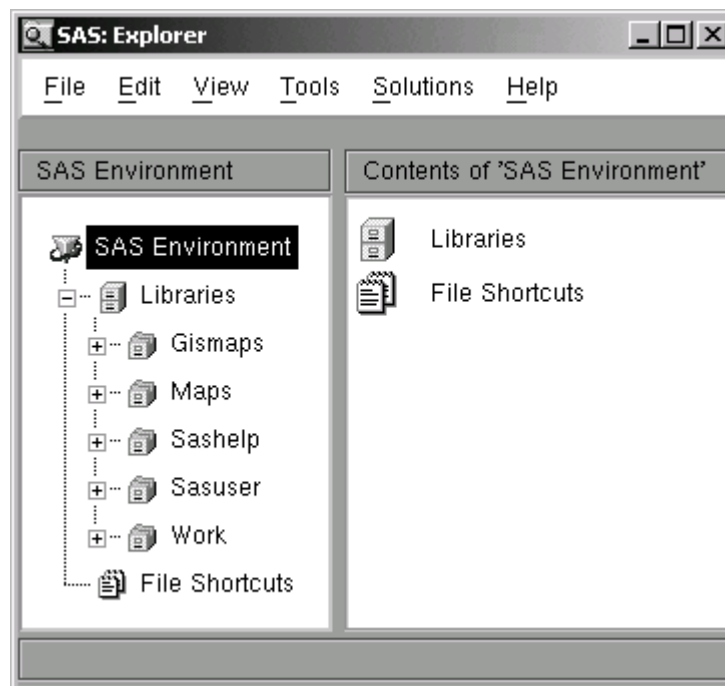 SAS: Explorer
File Edit View Tools Solutions Help
SAS Environment
Contents of 'SAS Environment'
SAS Environment
Libraries
Gismaps
Maps
Sashelp
Sasuser
Work
File Shortcuts
Libraries
File Shortcuts